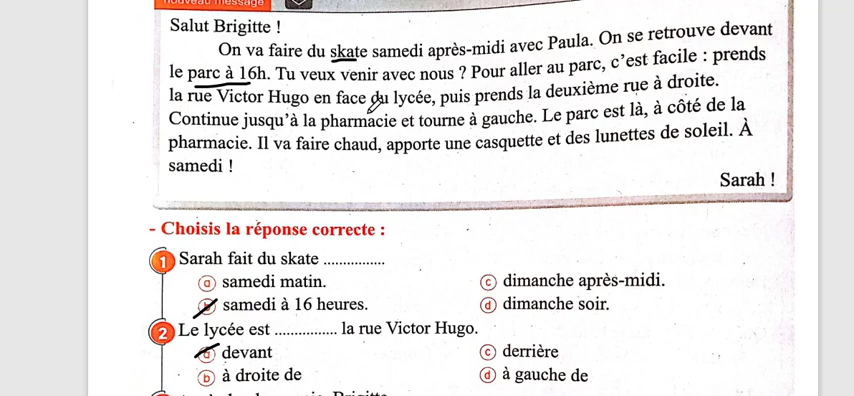 nouveau message
Salut Brigitte !
On va faire du skate samedi après-midi avec Paula. On se retrouve devant
le parc à 16h. Tu veux venir avec nous ? Pour aller au parc, c'est facile : prends
la rue Victor Hugo en face du lycée, puis prends la deuxième rue à droite.
Continue jusqu'à la pharmacie et tourne à gauche. Le parc est là, à côté de la
pharmacie. Il va faire chaud, apporte une casquette et des lunettes de soleil. À
samedi !
Sarah !
- Choisis la réponse correcte :
1 Sarah fait du skate ................
a samedi matin. c dimanche après-midi.
samedi à 16 heures. d dimanche soir.
2 Le lycée est ................ la rue Victor Hugo.
a devant c derrière
b à droite de d à gauche de